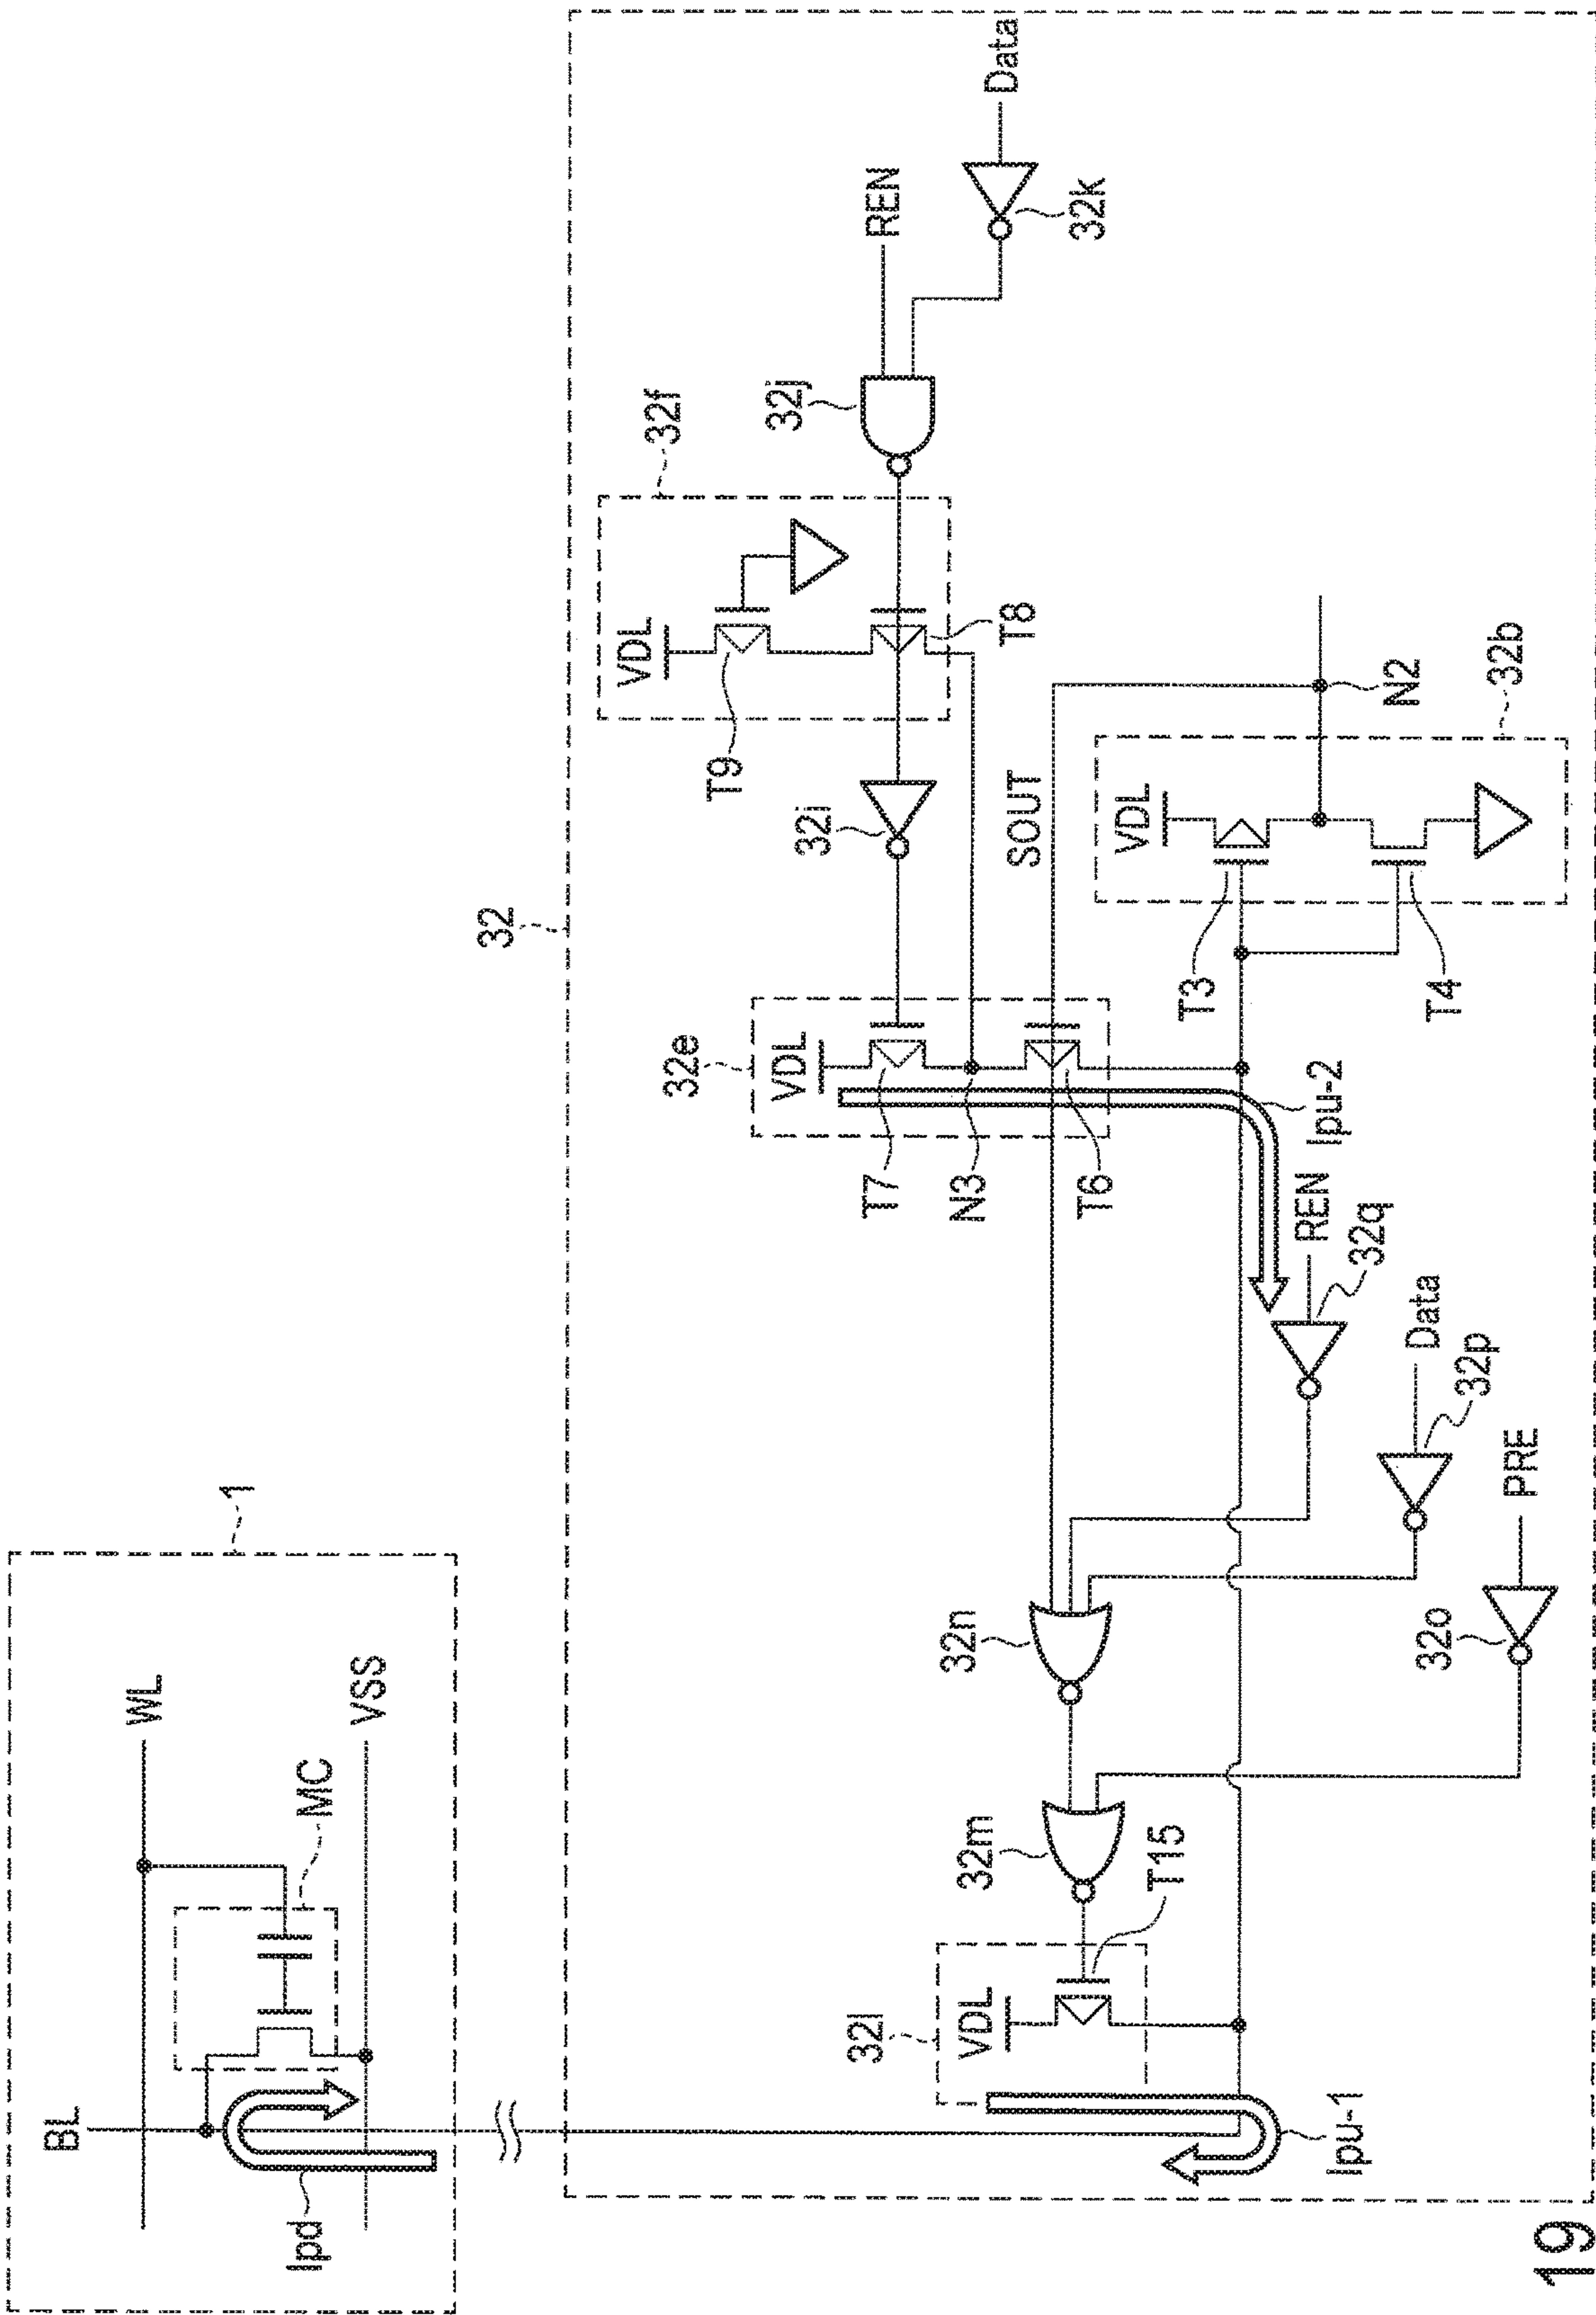 1
BL
WL
VSS
MC
Ipd
32
32f
VDL
T9
T8
32j
REN
Data
32k
32i
32e
VDL
T7
N3
T6
SOUT
Ipu-2
VDL
T3
T4
N2
32b
REN
32q
Data
32p
PRE
32o
32n
32m
T15
32l
VDL
Ipu-1
19